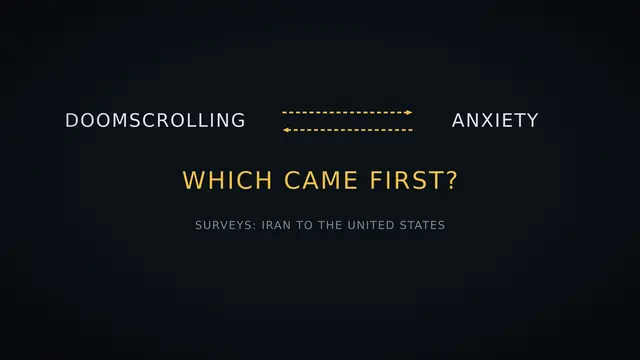 DOOMSCROLLING ANXIETY
WHICH CAME FIRST?
SURVEYS: IRAN TO THE UNITED STATES